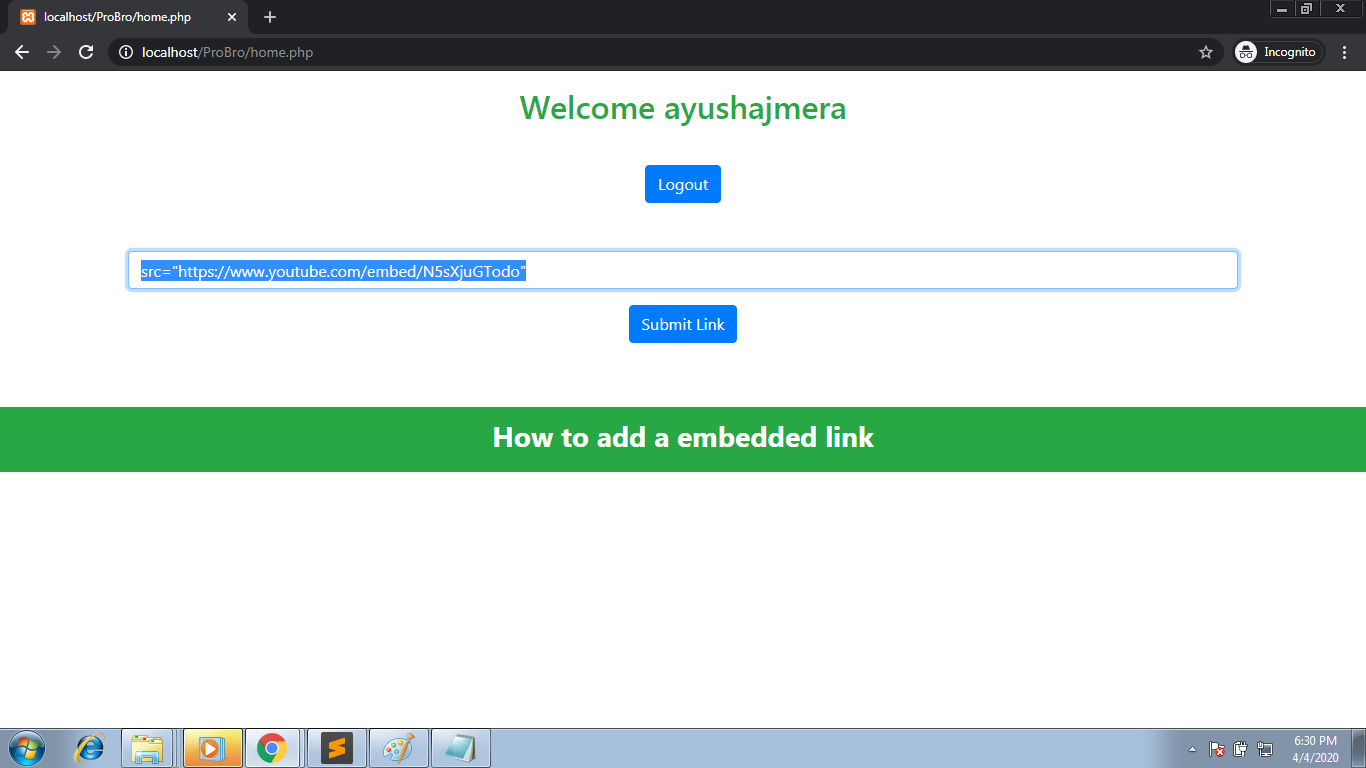 localhost/ProBro/home.php
localhost/ProBro/home.php
Incognito
Welcome ayushajmera
Logout
src="https://www.youtube.com/embed/N5sXjuGTodo"
Submit Link
How to add a embedded link
6:30 PM
4/4/2020